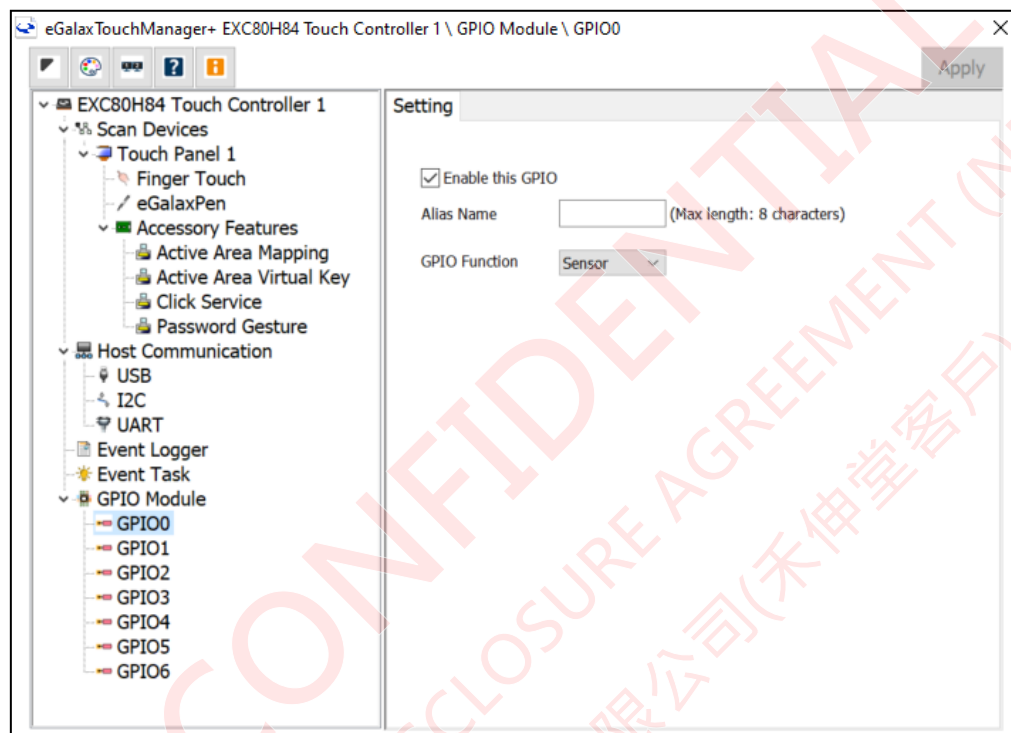 eGalaxTouchManager+ EXC80H84 Touch Controller 1 \ GPIO Module \ GPIO0
Apply
EXC80H84 Touch Controller 1
Scan Devices
Touch Panel 1
Finger Touch
eGalaxPen
Accessory Features
Active Area Mapping
Active Area Virtual Key
Click Service
Password Gesture
Host Communication
USB
I2C
UART
Event Logger
Event Task
GPIO Module
GPIO0
GPIO1
GPIO2
GPIO3
GPIO4
GPIO5
GPIO6
Setting
Enable this GPIO
Alias Name (Max length: 8 characters)
GPIO Function Sensor
CONFIDENTIAL
CLOSURE AGREEMENT (N
限公司(禾伸堂客戶)